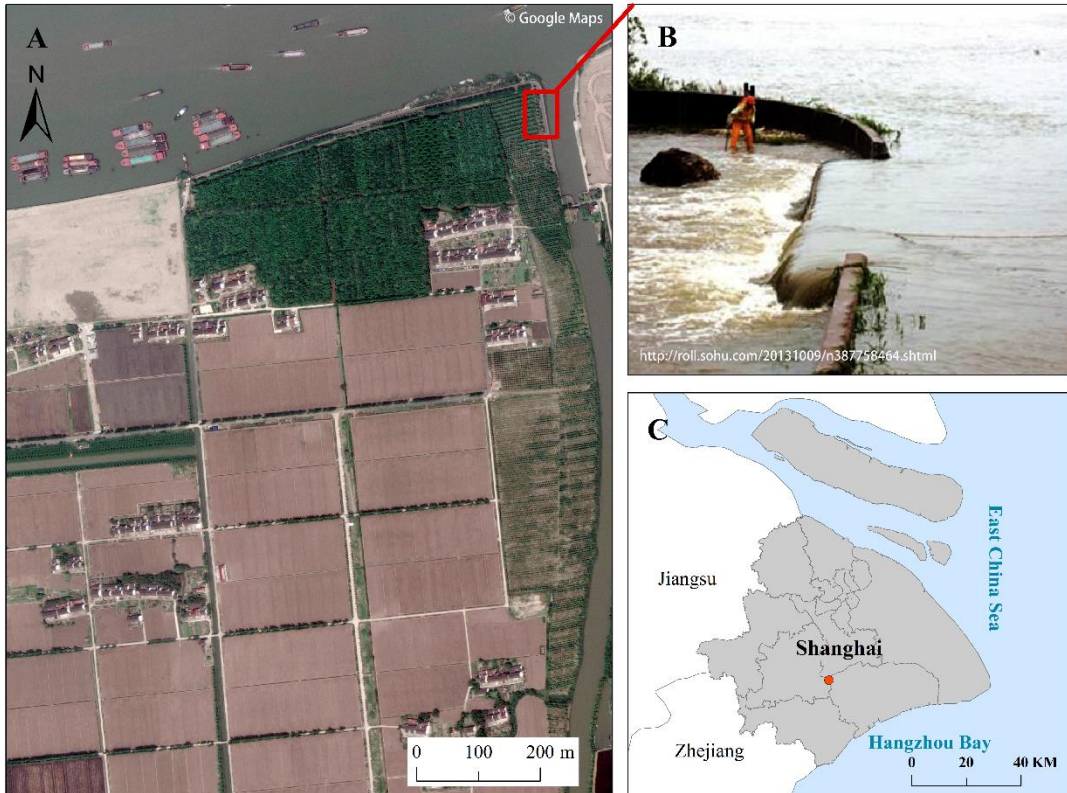 A
© Google Maps
N
0 100 200 m
B
http://roll.sohu.com/20131009/n387758464.shtml
C
Jiangsu
East China Sea
Shanghai
Zhejiang
Hangzhou Bay
0 20 40 KM